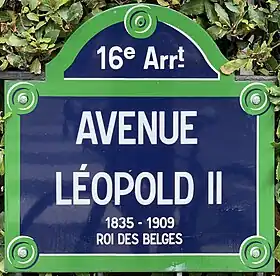 16e Arrt
AVENUE
LÉOPOLD II
1835 - 1909
ROI DES BELGES